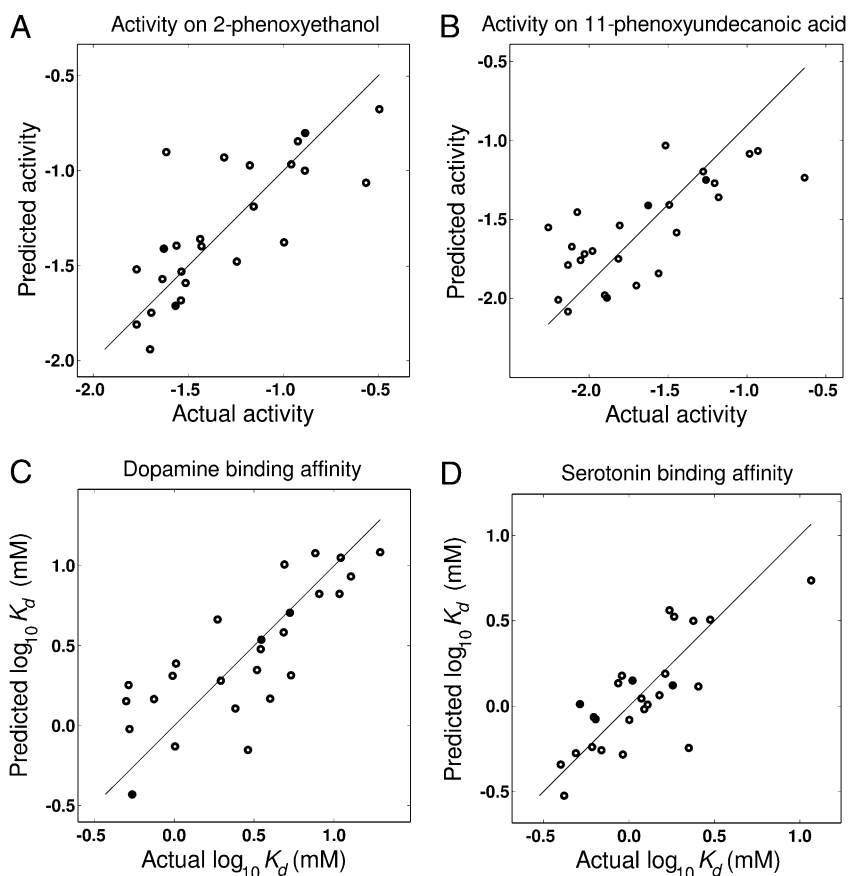 A
Activity on 2-phenoxyethanol
Predicted activity
-0.5
-1.0
-1.5
-2.0
-2.0 -1.5 -1.0 -0.5
Actual activity
B
Activity on 11-phenoxyundecanoic acid
Predicted activity
-0.5
-1.0
-1.5
-2.0
-2.0 -1.5 -1.0 -0.5
Actual activity
C
Dopamine binding affinity
Predicted log10 Kd (mM)
1.0
0.5
0.0
-0.5
-0.5 0.0 0.5 1.0
Actual log10 Kd (mM)
D
Serotonin binding affinity
Predicted log10 Kd (mM)
1.0
0.5
0.0
-0.5
-0.5 0.0 0.5 1.0
Actual log10 Kd (mM)